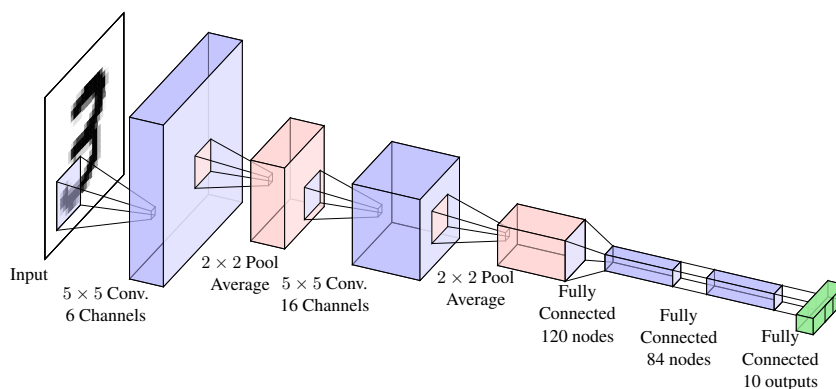 Input
5 × 5 Conv.
6 Channels
2 × 2 Pool
Average
5 × 5 Conv.
16 Channels
2 × 2 Pool
Average
Fully
Connected
120 nodes
Fully
Connected
84 nodes
Fully
Connected
10 outputs